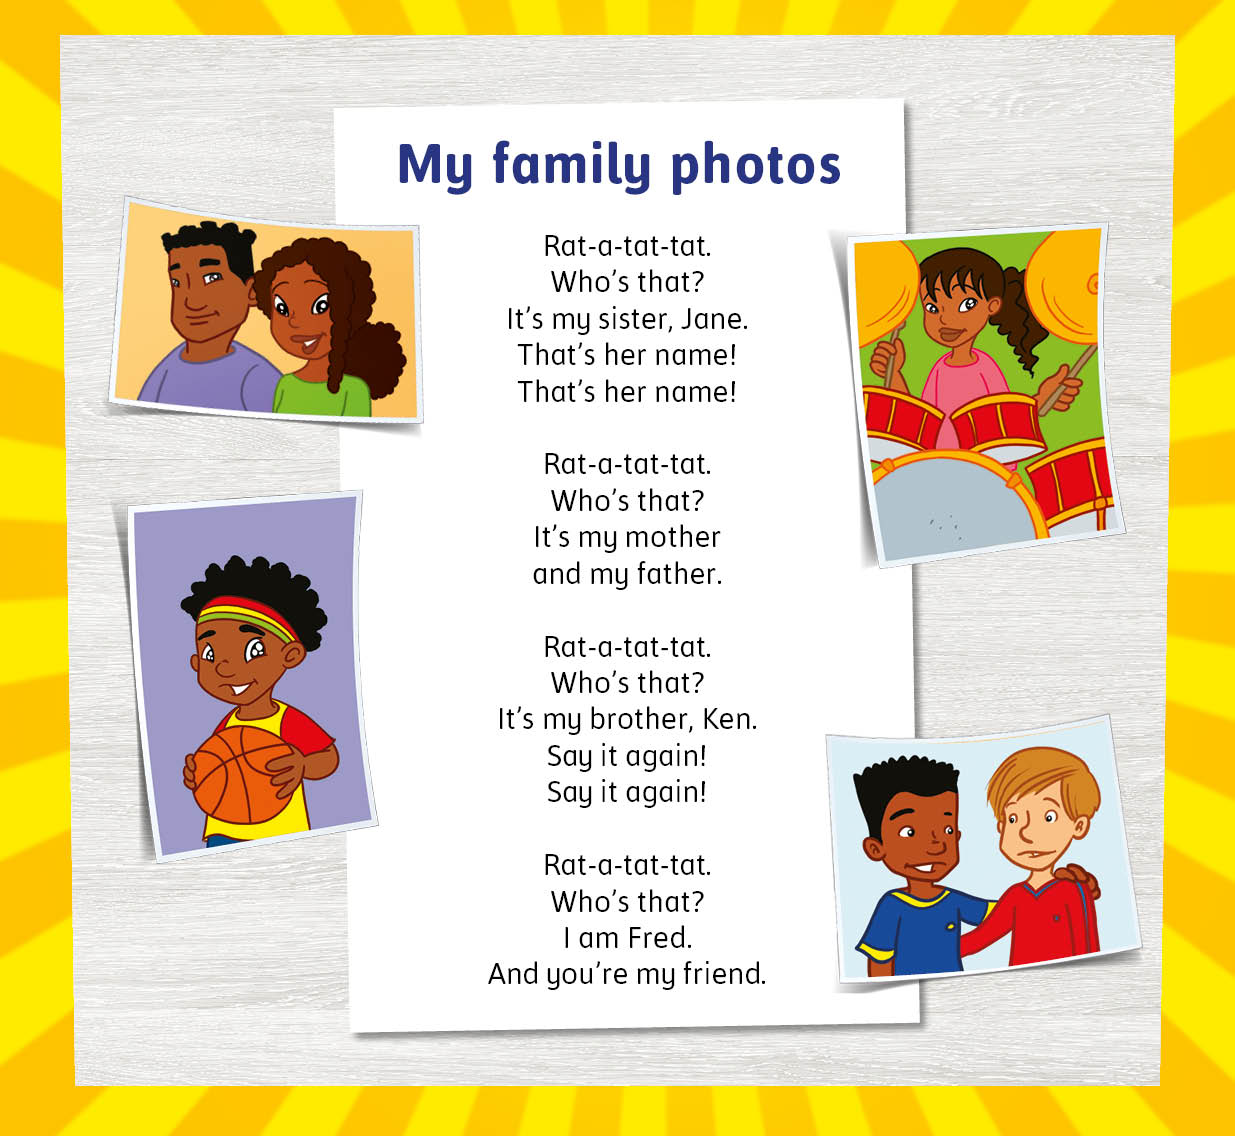 My family photos
Rat-a-tat-tat.
Who's that?
It's my sister, Jane.
That's her name!
That's her name!
Rat-a-tat-tat.
Who's that?
It's my mother
and my father.
Rat-a-tat-tat.
Who's that?
It's my brother, Ken.
Say it again!
Say it again!
Rat-a-tat-tat.
Who's that?
I am Fred.
And you're my friend.